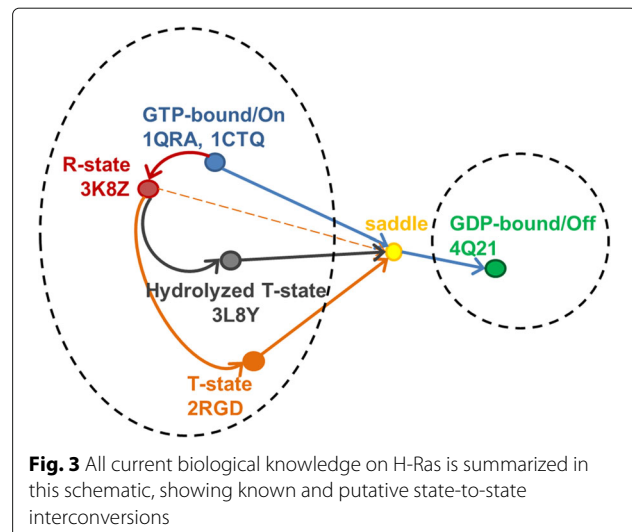 GTP-bound/On
1QRA, 1CTQ
R-state
3K8Z
saddle
GDP-bound/Off
4Q21
Hydrolyzed T-state
3L8Y
T-state
2RGD
Fig. 3 All current biological knowledge on H-Ras is summarized in
this schematic, showing known and putative state-to-state
interconversions